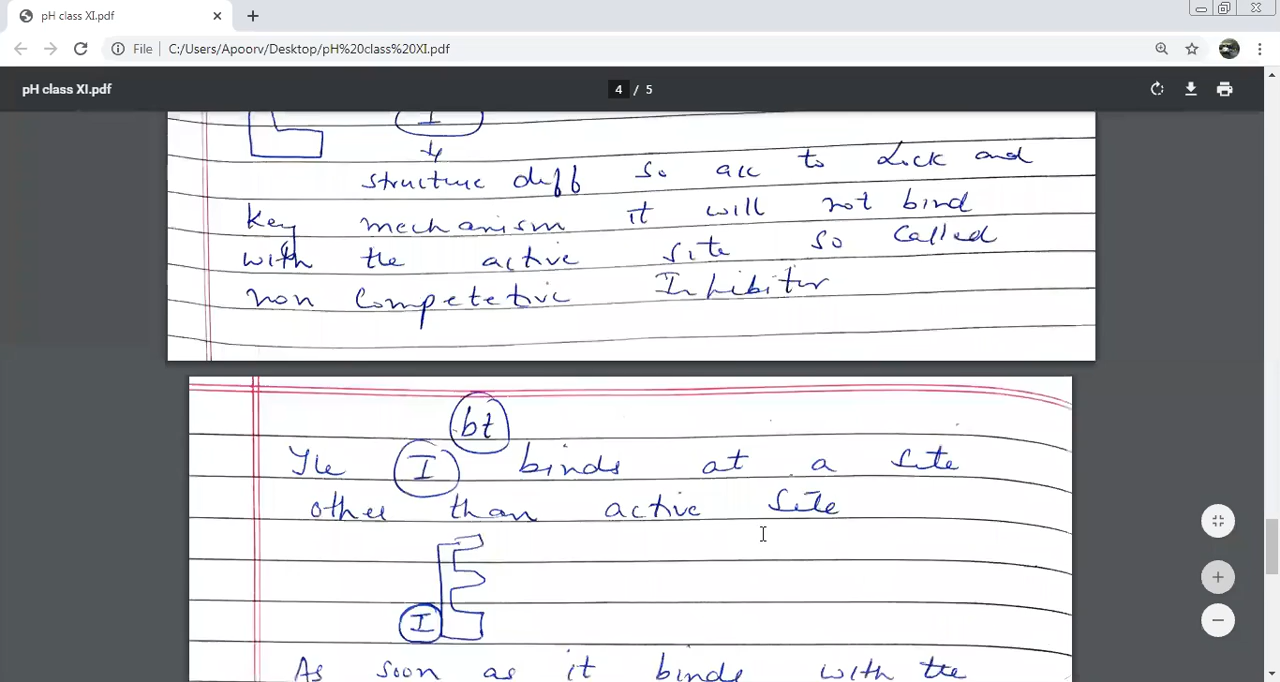 pH class XI.pdf
File
C:/Users/Apoorv/Desktop/pH%20class%20XI.pdf
pH class XI.pdf
4 / 5
I
structure diff so acc to Lock and
key mechanism it will not bind
with the active site so called
non competetive Inhibitor
bt
The I binds at a site
other than active site
I
As soon as it binds with the